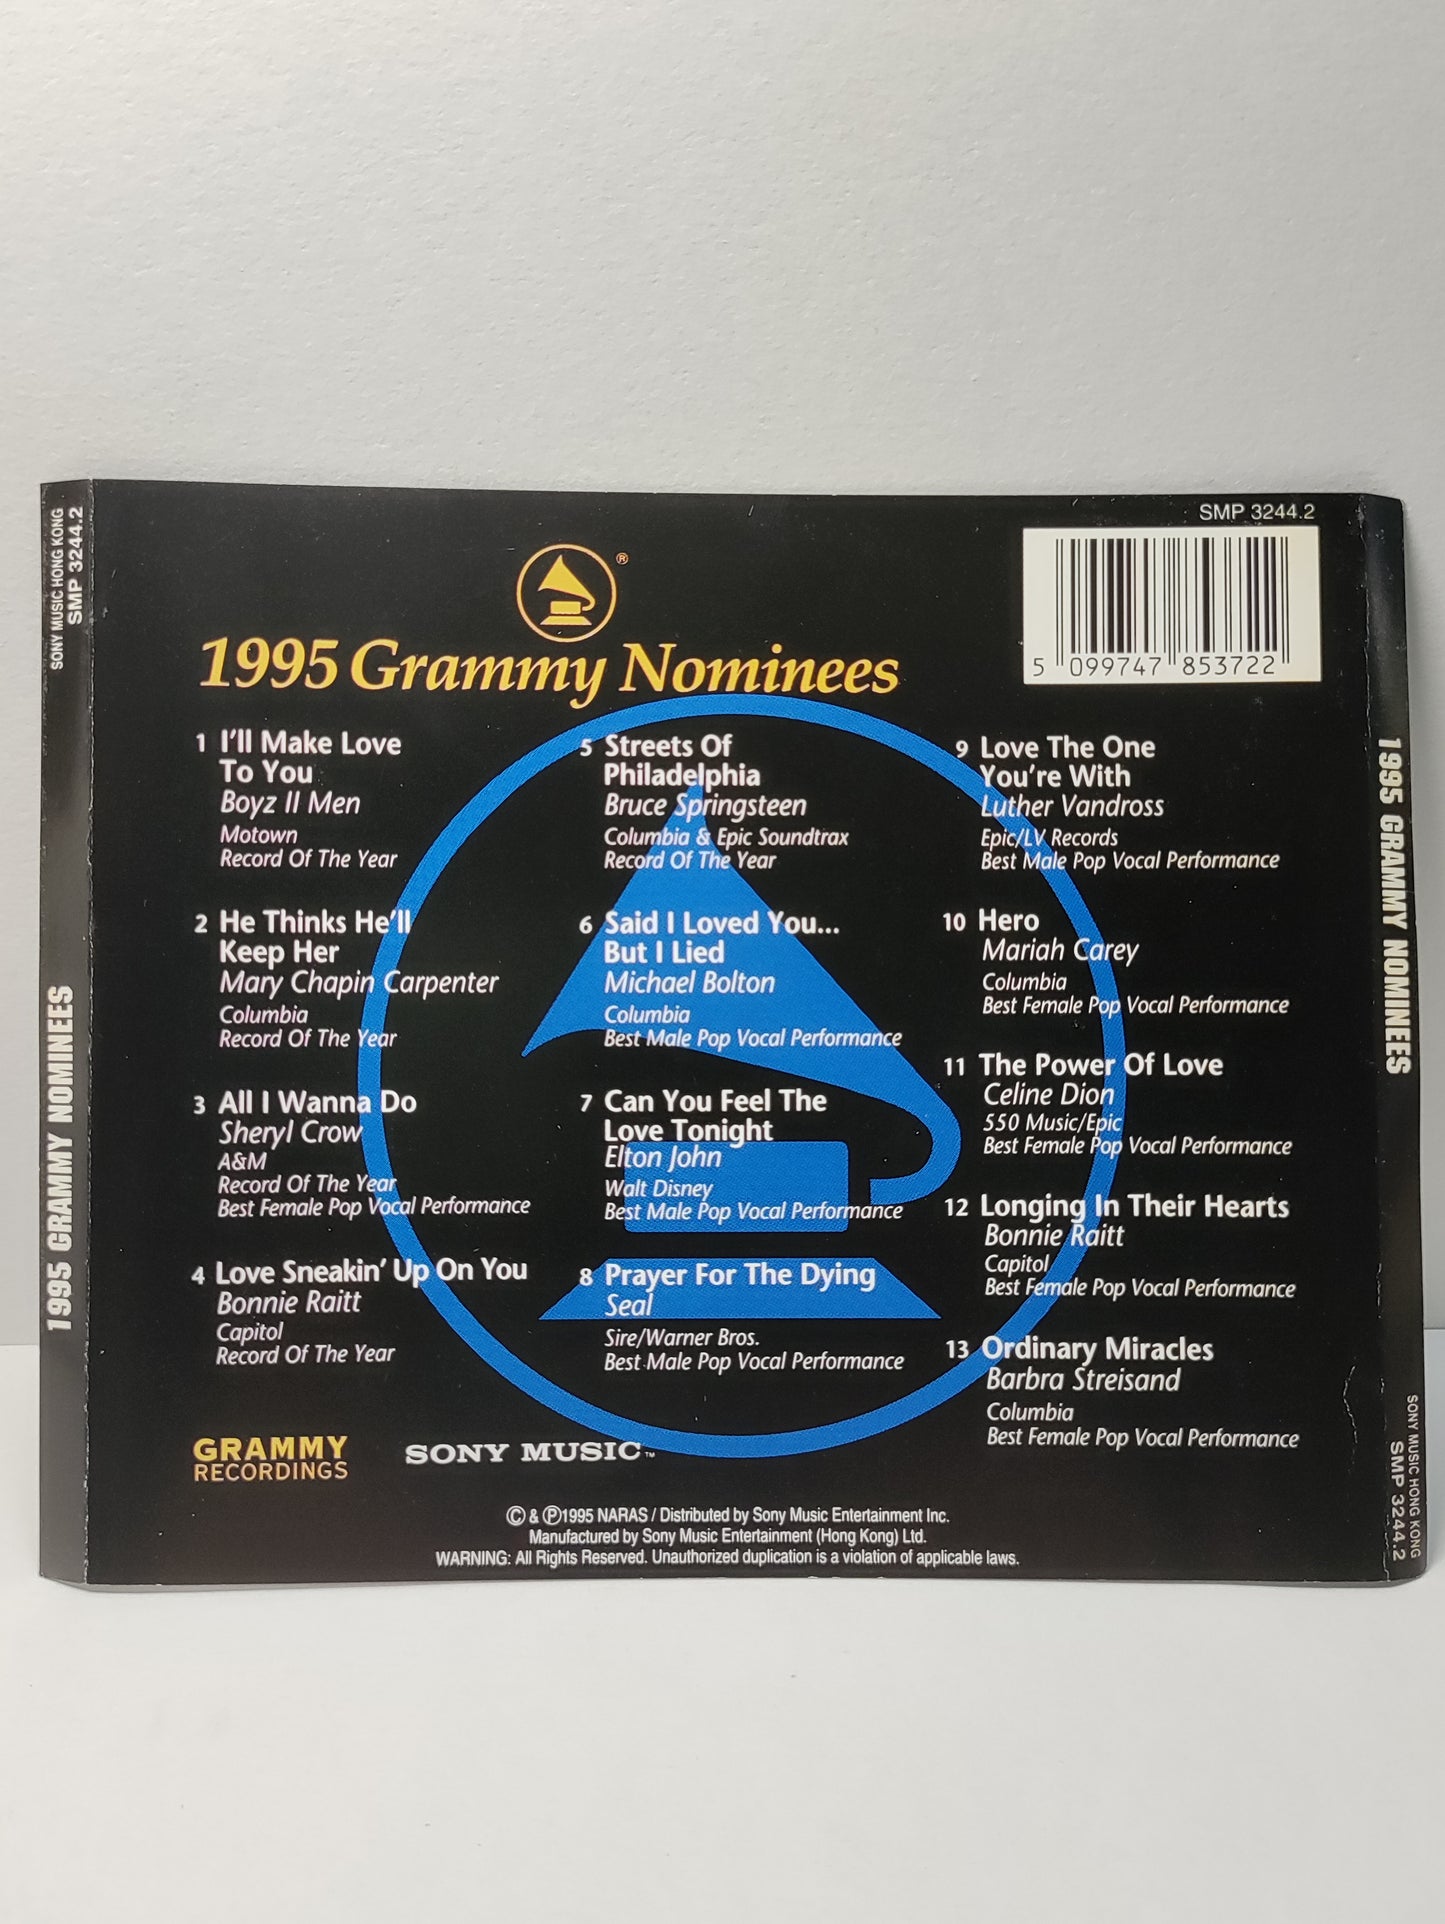 SONY MUSIC HONG KONG
SMP 3244.2
1995 GRAMMY NOMINEES
SMP 3244.2
5 099747 853722
®
1995 Grammy Nominees
1 I'll Make Love
To You
Boyz II Men
Motown
Record Of The Year
2 He Thinks He'll
Keep Her
Mary Chapin Carpenter
Columbia
Record Of The Year
3 All I Wanna Do
Sheryl Crow
A&M
Record Of The Year
Best Female Pop Vocal Performance
4 Love Sneakin' Up On You
Bonnie Raitt
Capitol
Record Of The Year
5 Streets Of
Philadelphia
Bruce Springsteen
Columbia & Epic Soundtrax
Record Of The Year
6 Said I Loved You...
But I Lied
Michael Bolton
Columbia
Best Male Pop Vocal Performance
7 Can You Feel The
Love Tonight
Elton John
Walt Disney
Best Male Pop Vocal Performance
8 Prayer For The Dying
Seal
Sire/Warner Bros.
Best Male Pop Vocal Performance
9 Love The One
You're With
Luther Vandross
Epic/LV Records
Best Male Pop Vocal Performance
10 Hero
Mariah Carey
Columbia
Best Female Pop Vocal Performance
11 The Power Of Love
Celine Dion
550 Music/Epic
Best Female Pop Vocal Performance
12 Longing In Their Hearts
Bonnie Raitt
Capitol
Best Female Pop Vocal Performance
13 Ordinary Miracles
Barbra Streisand
Columbia
Best Female Pop Vocal Performance
GRAMMY
RECORDINGS
SONY MUSIC™
© & ℗1995 NARAS / Distributed by Sony Music Entertainment Inc.
Manufactured by Sony Music Entertainment (Hong Kong) Ltd.
WARNING: All Rights Reserved. Unauthorized duplication is a violation of applicable laws.
1995 GRAMMY NOMINEES
SONY MUSIC HONG KONG
SMP 3244.2